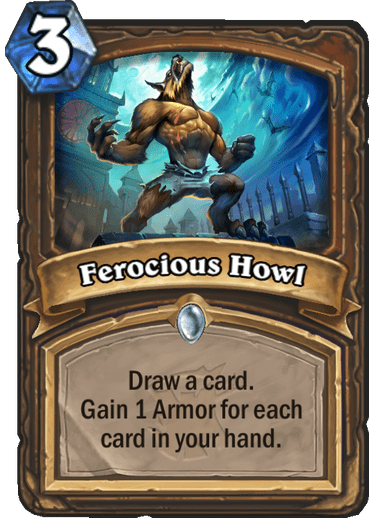 3
Ferocious Howl
Draw a card.
Gain 1 Armor for each
card in your hand.